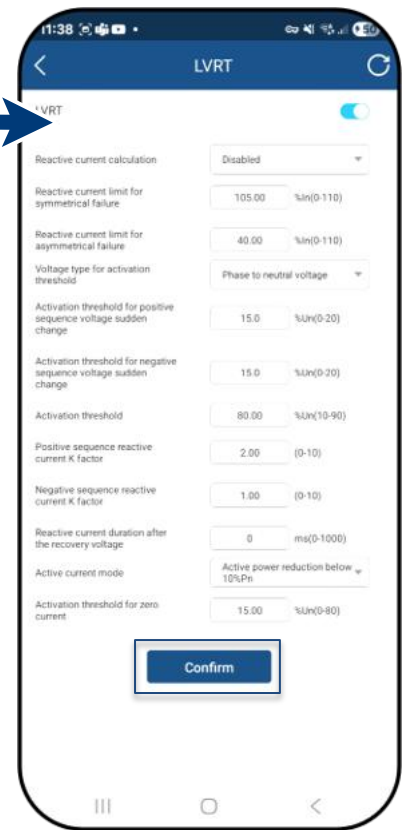 11:38
LVRT
LVRT
Reactive current calculation
Disabled
Reactive current limit for
symmetrical failure
105.00 %In(0-110)
Reactive current limit for
asymmetrical failure
40.00 %In(0-110)
Voltage type for activation
threshold
Phase to neutral voltage
Activation threshold for positive
sequence voltage sudden
change
15.0 %Un(0-20)
Activation threshold for negative
sequence voltage sudden
change
15.0 %Un(0-20)
Activation threshold
80.00 %Un(10-90)
Positive sequence reactive
current K factor
2.00 (0-10)
Negative sequence reactive
current K factor
1.00 (0-10)
Reactive current duration after
the recovery voltage
0 ms(0-1000)
Active current mode
Active power reduction below
10%Pn
Activation threshold for zero
current
15.00 %Un(0-80)
Confirm